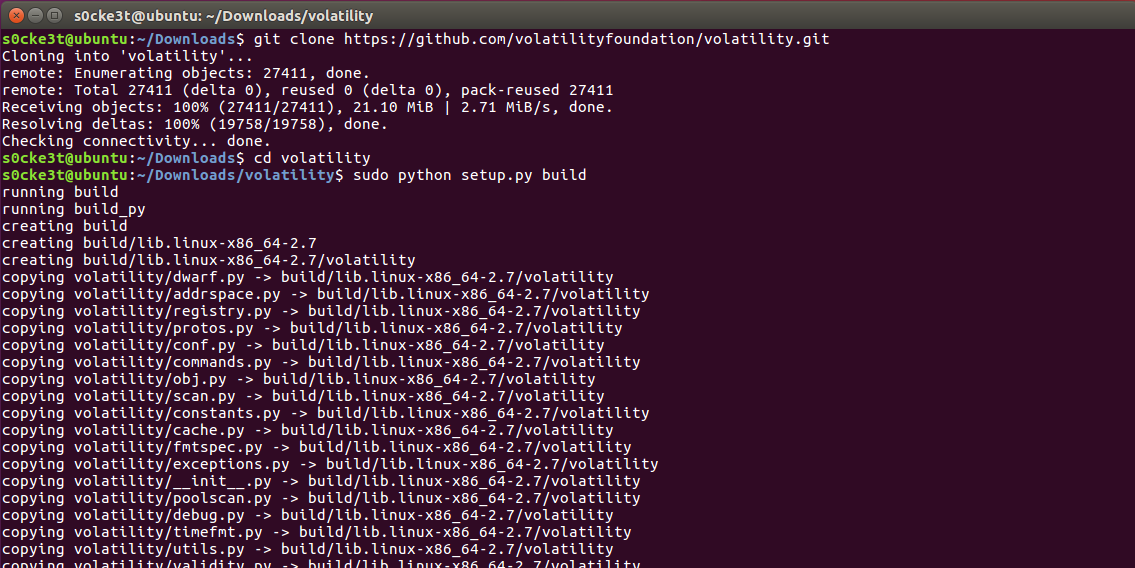 s0cke3t@ubuntu: ~/Downloads/volatility
s0cke3t@ubuntu:~/Downloads$ git clone https://github.com/volatilityfoundation/volatility.git
Cloning into 'volatility'...
remote: Enumerating objects: 27411, done.
remote: Total 27411 (delta 0), reused 0 (delta 0), pack-reused 27411
Receiving objects: 100% (27411/27411), 21.10 MiB | 2.71 MiB/s, done.
Resolving deltas: 100% (19758/19758), done.
Checking connectivity... done.
s0cke3t@ubuntu:~/Downloads$ cd volatility
s0cke3t@ubuntu:~/Downloads/volatility$ sudo python setup.py build
running build
running build_py
creating build
creating build/lib.linux-x86_64-2.7
creating build/lib.linux-x86_64-2.7/volatility
copying volatility/dwarf.py -> build/lib.linux-x86_64-2.7/volatility
copying volatility/addrspace.py -> build/lib.linux-x86_64-2.7/volatility
copying volatility/registry.py -> build/lib.linux-x86_64-2.7/volatility
copying volatility/protos.py -> build/lib.linux-x86_64-2.7/volatility
copying volatility/conf.py -> build/lib.linux-x86_64-2.7/volatility
copying volatility/commands.py -> build/lib.linux-x86_64-2.7/volatility
copying volatility/obj.py -> build/lib.linux-x86_64-2.7/volatility
copying volatility/scan.py -> build/lib.linux-x86_64-2.7/volatility
copying volatility/constants.py -> build/lib.linux-x86_64-2.7/volatility
copying volatility/cache.py -> build/lib.linux-x86_64-2.7/volatility
copying volatility/fmtspec.py -> build/lib.linux-x86_64-2.7/volatility
copying volatility/exceptions.py -> build/lib.linux-x86_64-2.7/volatility
copying volatility/__init__.py -> build/lib.linux-x86_64-2.7/volatility
copying volatility/poolscan.py -> build/lib.linux-x86_64-2.7/volatility
copying volatility/debug.py -> build/lib.linux-x86_64-2.7/volatility
copying volatility/timefmt.py -> build/lib.linux-x86_64-2.7/volatility
copying volatility/utils.py -> build/lib.linux-x86_64-2.7/volatility
copying volatility/validity.py -> build/lib.linux-x86_64-2.7/volatility